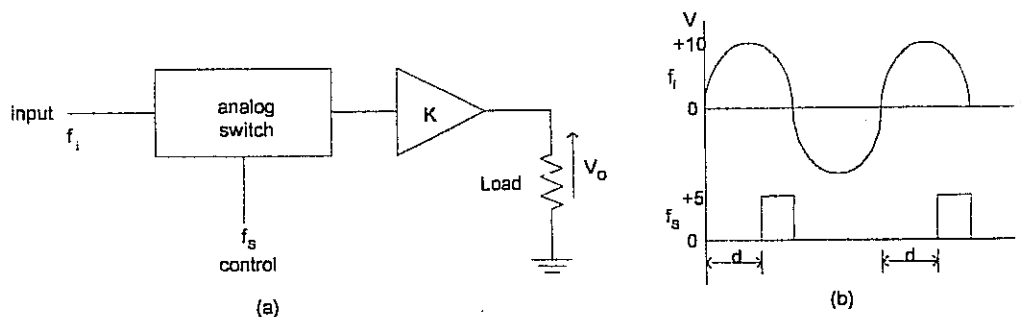 input
f i
analog
switch
f s
control
K
Load
V o
(a)
V
+10
f i
0
+5
f s
0
d
d
(b)